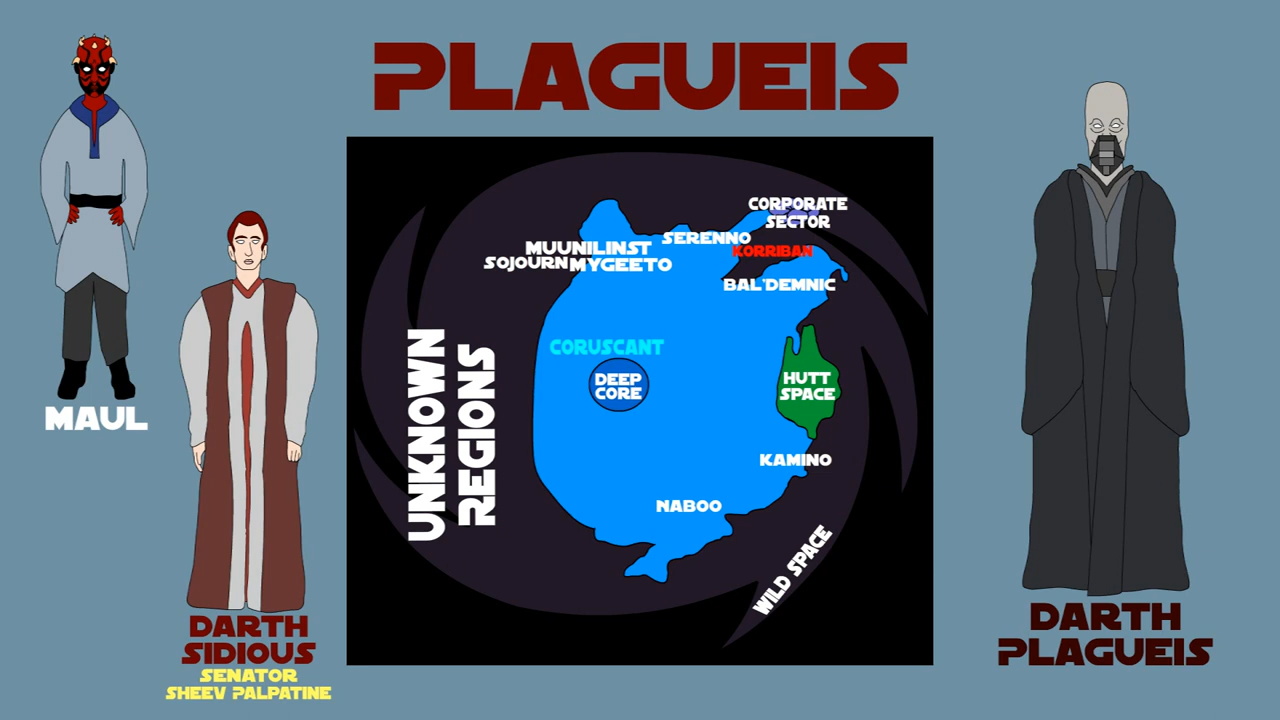 PLAGUEIS
CORPORATE
SECTOR
SERENNO
MUUNILINST
KORRIBAN
SOJOURN
MYGEETO
BAL'DEMNIC
UNKNOWN
REGIONS
CORUSCANT
DEEP
CORE
HUTT
SPACE
KAMINO
NABOO
WILD SPACE
MAUL
DARTH
SIDIOUS
SENATOR
SHEEV PALPATINE
DARTH
PLAGUEIS